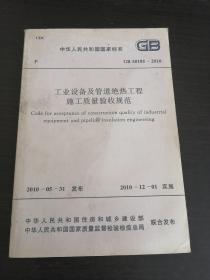 中华人民共和国国家标准
GB
P
GB 50185-2010
工业设备及管道绝热工程
施工质量验收规范
Code for acceptance of construction quality of industrial
equipment and pipeline insulation engineering
2010-05-31 发布
2010-12-01 实施
中华人民共和国住房和城乡建设部
中华人民共和国国家质量监督检验检疫总局
联合发布